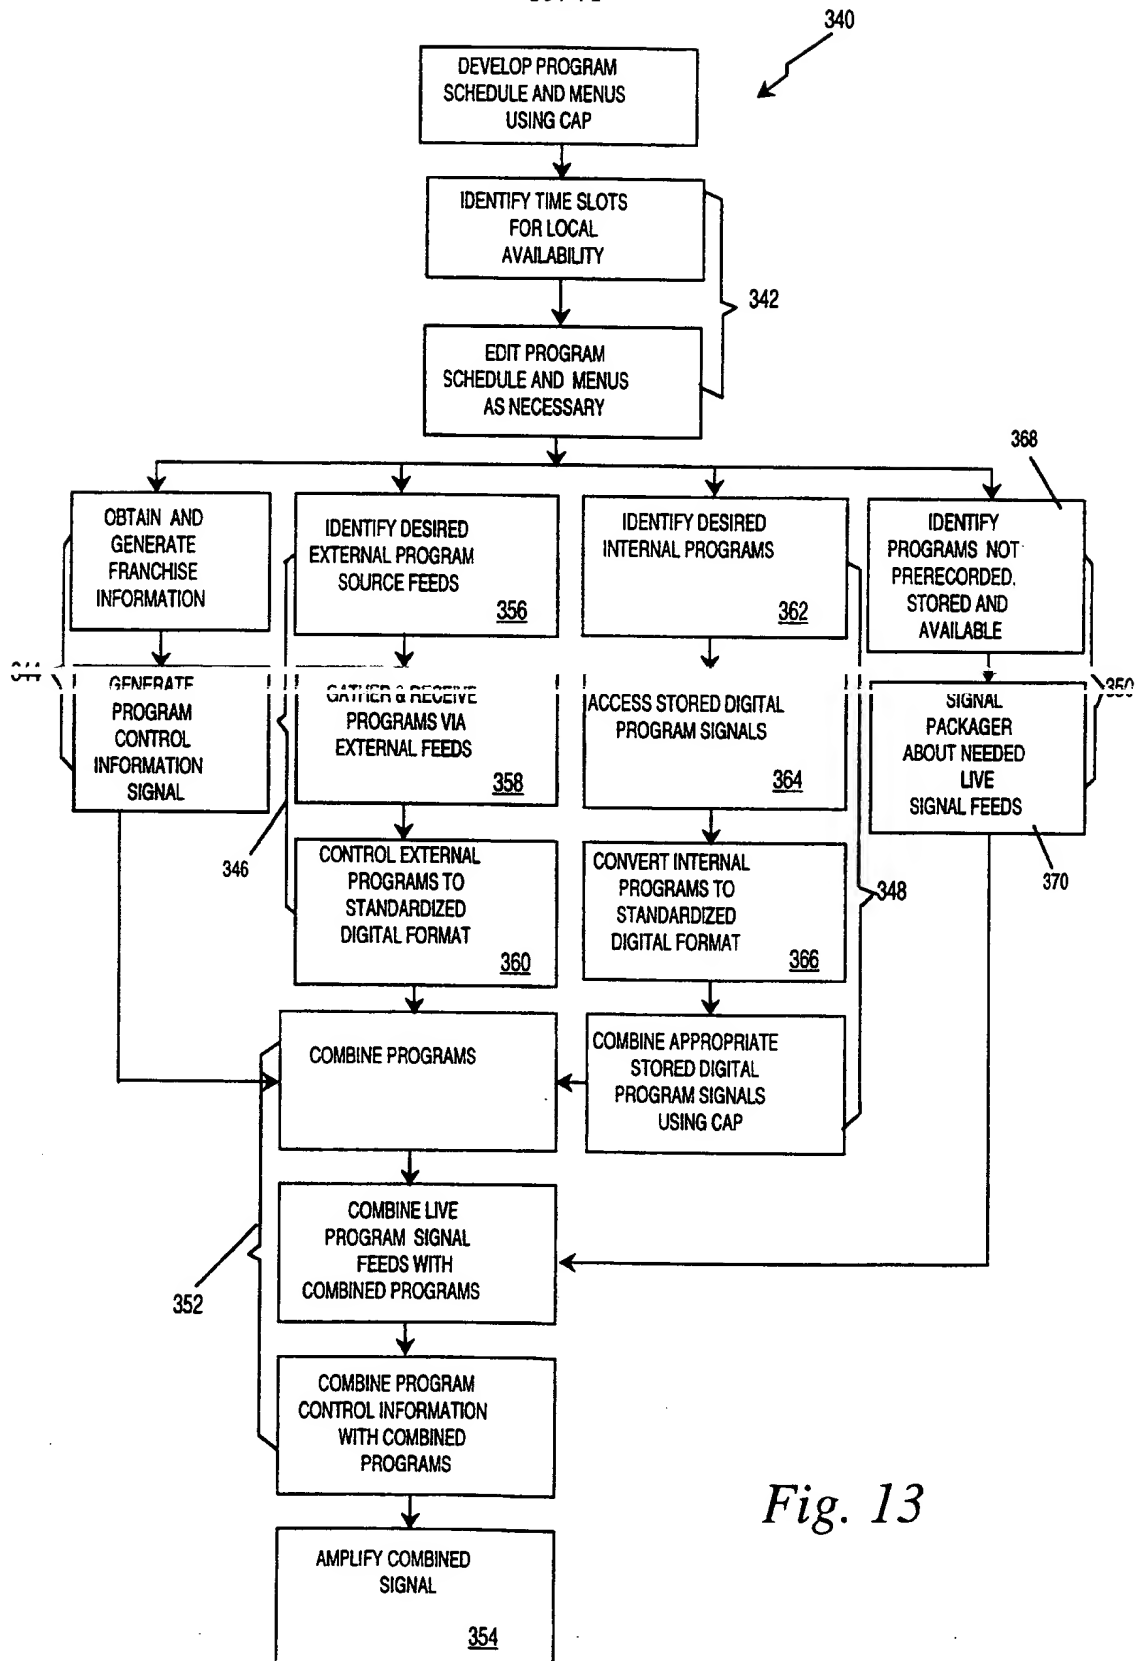 340
DEVELOP PROGRAM
SCHEDULE AND MENUS
USING CAP
IDENTIFY TIME SLOTS
FOR LOCAL
AVAILABILITY
342
EDIT PROGRAM
SCHEDULE AND MENUS
AS NECESSARY
368
OBTAIN AND
GENERATE
FRANCHISE
INFORMATION
IDENTIFY DESIRED
EXTERNAL PROGRAM
SOURCE FEEDS
356
IDENTIFY DESIRED
INTERNAL PROGRAMS
362
IDENTIFY
PROGRAMS NOT
PRERECORDED,
STORED AND
AVAILABLE
GENERATE
PROGRAM
CONTROL
INFORMATION
SIGNAL
GATHER & RECEIVE
PROGRAMS VIA
EXTERNAL FEEDS
358
ACCESS STORED DIGITAL
PROGRAM SIGNALS
364
SIGNAL
PACKAGER
ABOUT NEEDED
LIVE
SIGNAL FEEDS
350
346
CONTROL EXTERNAL
PROGRAMS TO
STANDARDIZED
DIGITAL FORMAT
360
CONVERT INTERNAL
PROGRAMS TO
STANDARDIZED
DIGITAL FORMAT
366
348
370
COMBINE PROGRAMS
COMBINE APPROPRIATE
STORED DIGITAL
PROGRAM SIGNALS
USING CAP
COMBINE LIVE
PROGRAM SIGNAL
FEEDS WITH
COMBINED PROGRAMS
352
COMBINE PROGRAM
CONTROL INFORMATION
WITH COMBINED
PROGRAMS
Fig. 13
AMPLIFY COMBINED
SIGNAL
354